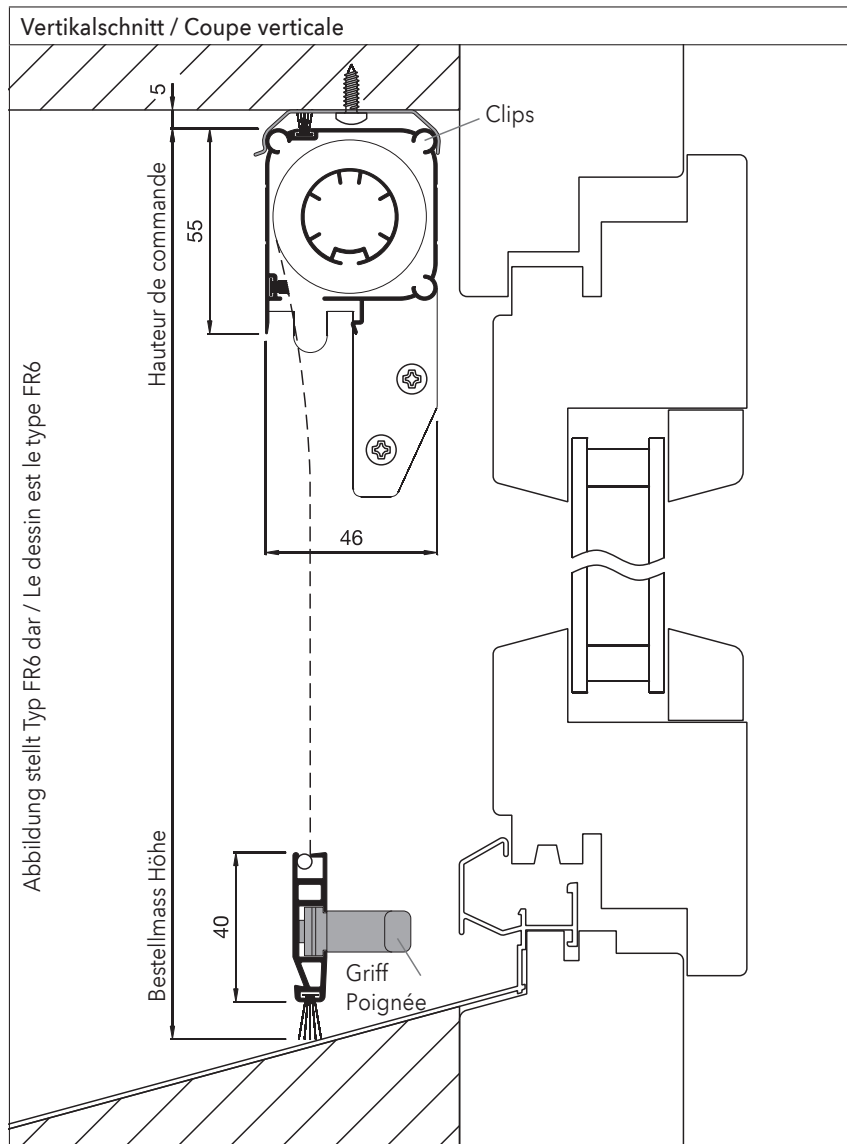 Vertikalschnitt / Coupe verticale
5
Clips
Hauteur de commande
55
46
Abbildung stellt Typ FR6 dar / Le dessin est le type FR6
Bestellmass Höhe
40
Griff
Poignée